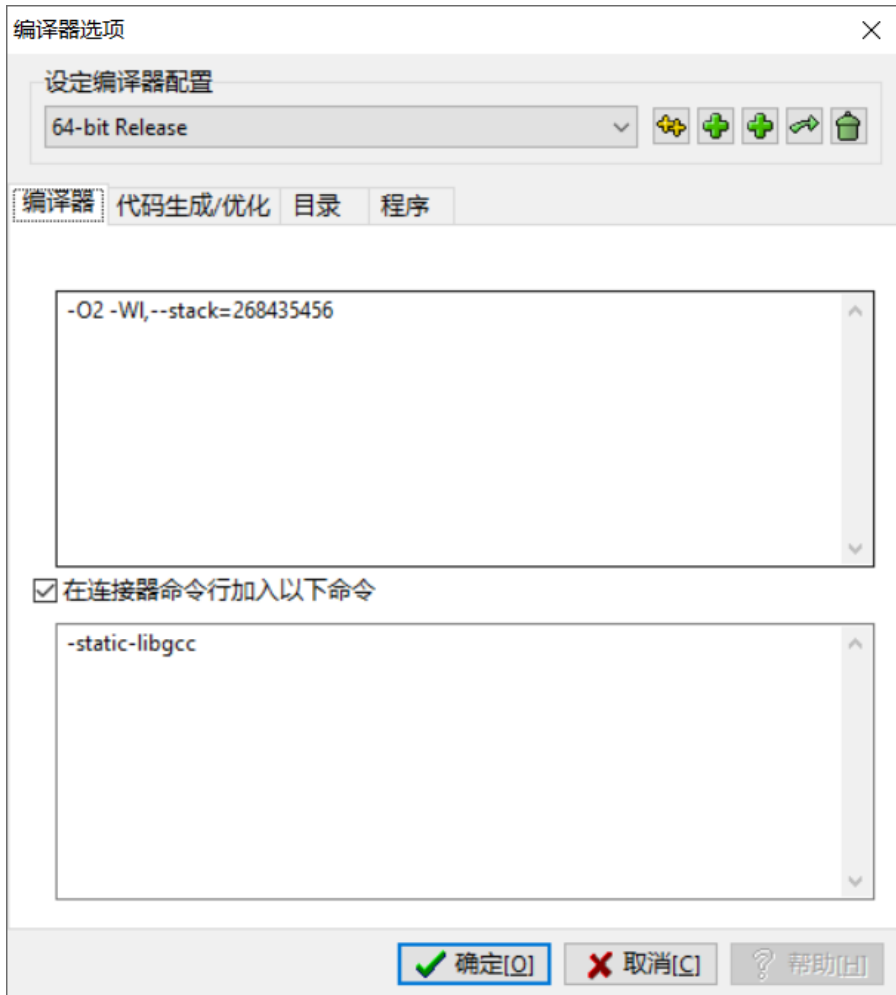 编译器选项
设定编译器配置
64-bit Release
编译器 代码生成/优化 目录 程序
-O2 -Wl,--stack=268435456
在连接器命令行加入以下命令
-static-libgcc
确定[O] 取消[C] 帮助[H]